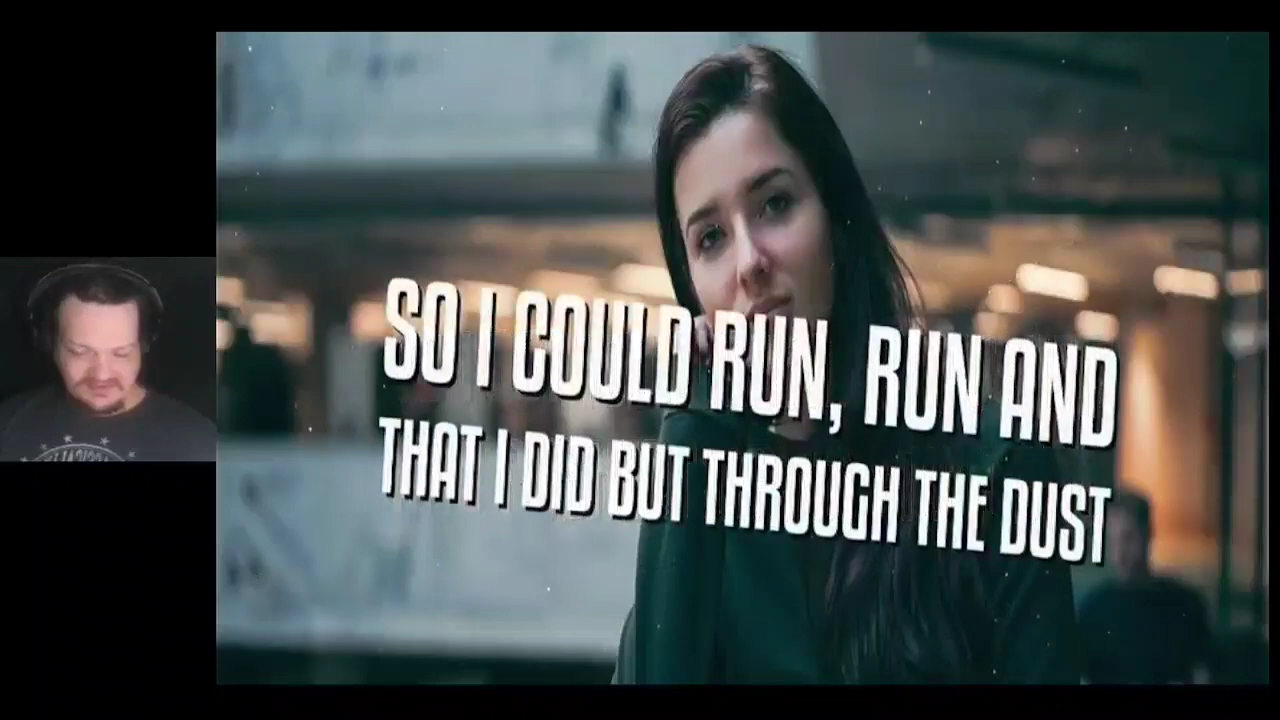 SO I COULD RUN, RUN AND
THAT I DID BUT THROUGH THE DUST